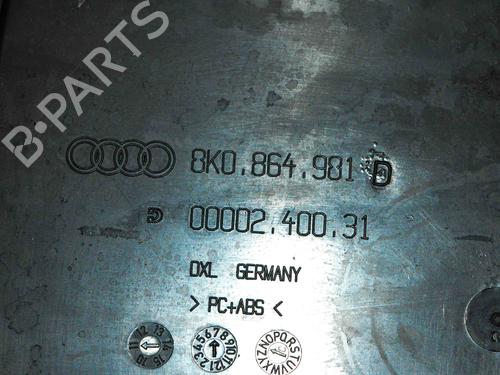 B-PARTS
8K0.864.981 D
D 00002.400.31
DXL GERMANY
> PC+ABS <